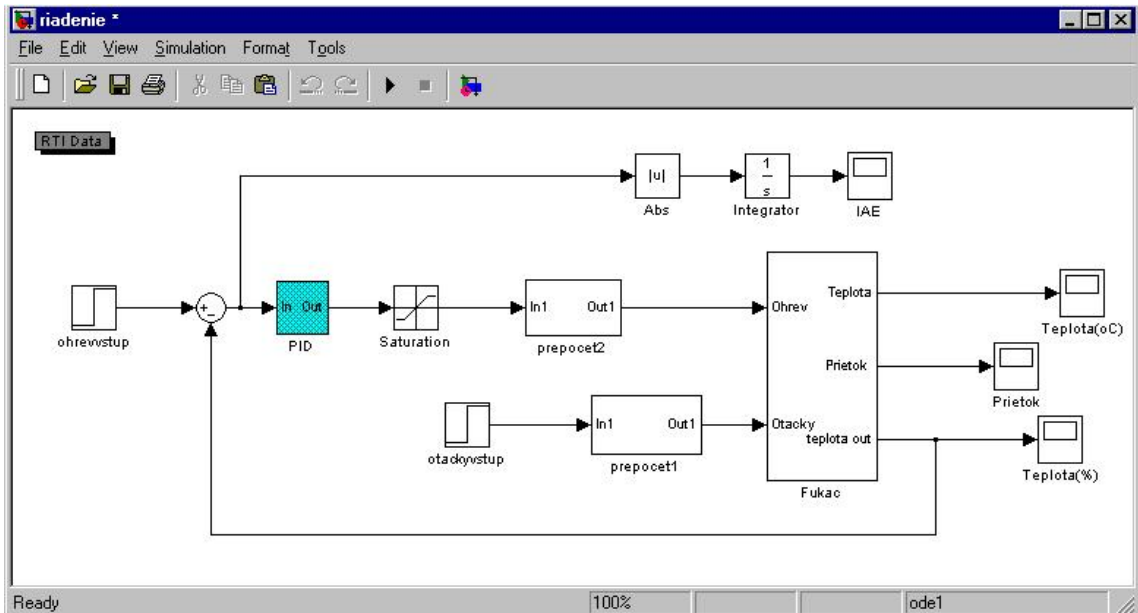 riadenie *
File Edit View Simulation Format Tools
RTI Data
|u|
Abs
1
s
Integrator
IAE
ohrevvstup
+
-
In Out
PID
Saturation
In1 Out1
prepocet2
Ohrev
Teplota
Teplota(oC)
Prietok
Prietok
otackyvstup
In1 Out1
prepocet1
Otacky
teplota out
Fukac
Teplota(%)
Ready 100% ode1